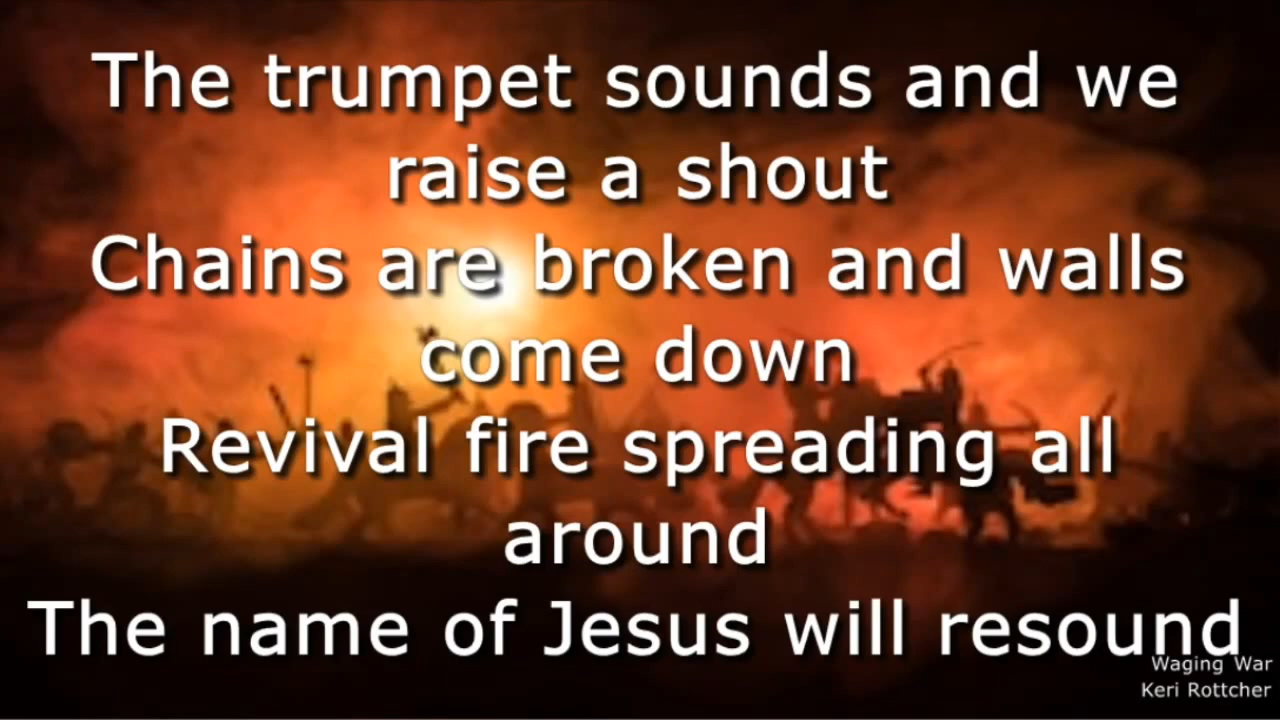 The trumpet sounds and we
raise a shout
Chains are broken and walls
come down
Revival fire spreading all
around
The name of Jesus will resound
Waging War
Keri Rottcher